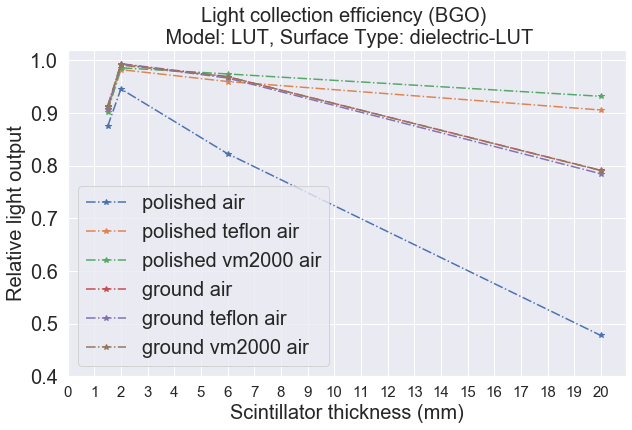 Light collection efficiency (BGO)
Model: LUT, Surface Type: dielectric-LUT
Relative light output
1.0
0.9
0.8
0.7
0.6
0.5
0.4
polished air
polished teflon air
polished vm2000 air
ground air
ground teflon air
ground vm2000 air
0 1 2 3 4 5 6 7 8 9 10 11 12 13 14 15 16 17 18 19 20
Scintillator thickness (mm)